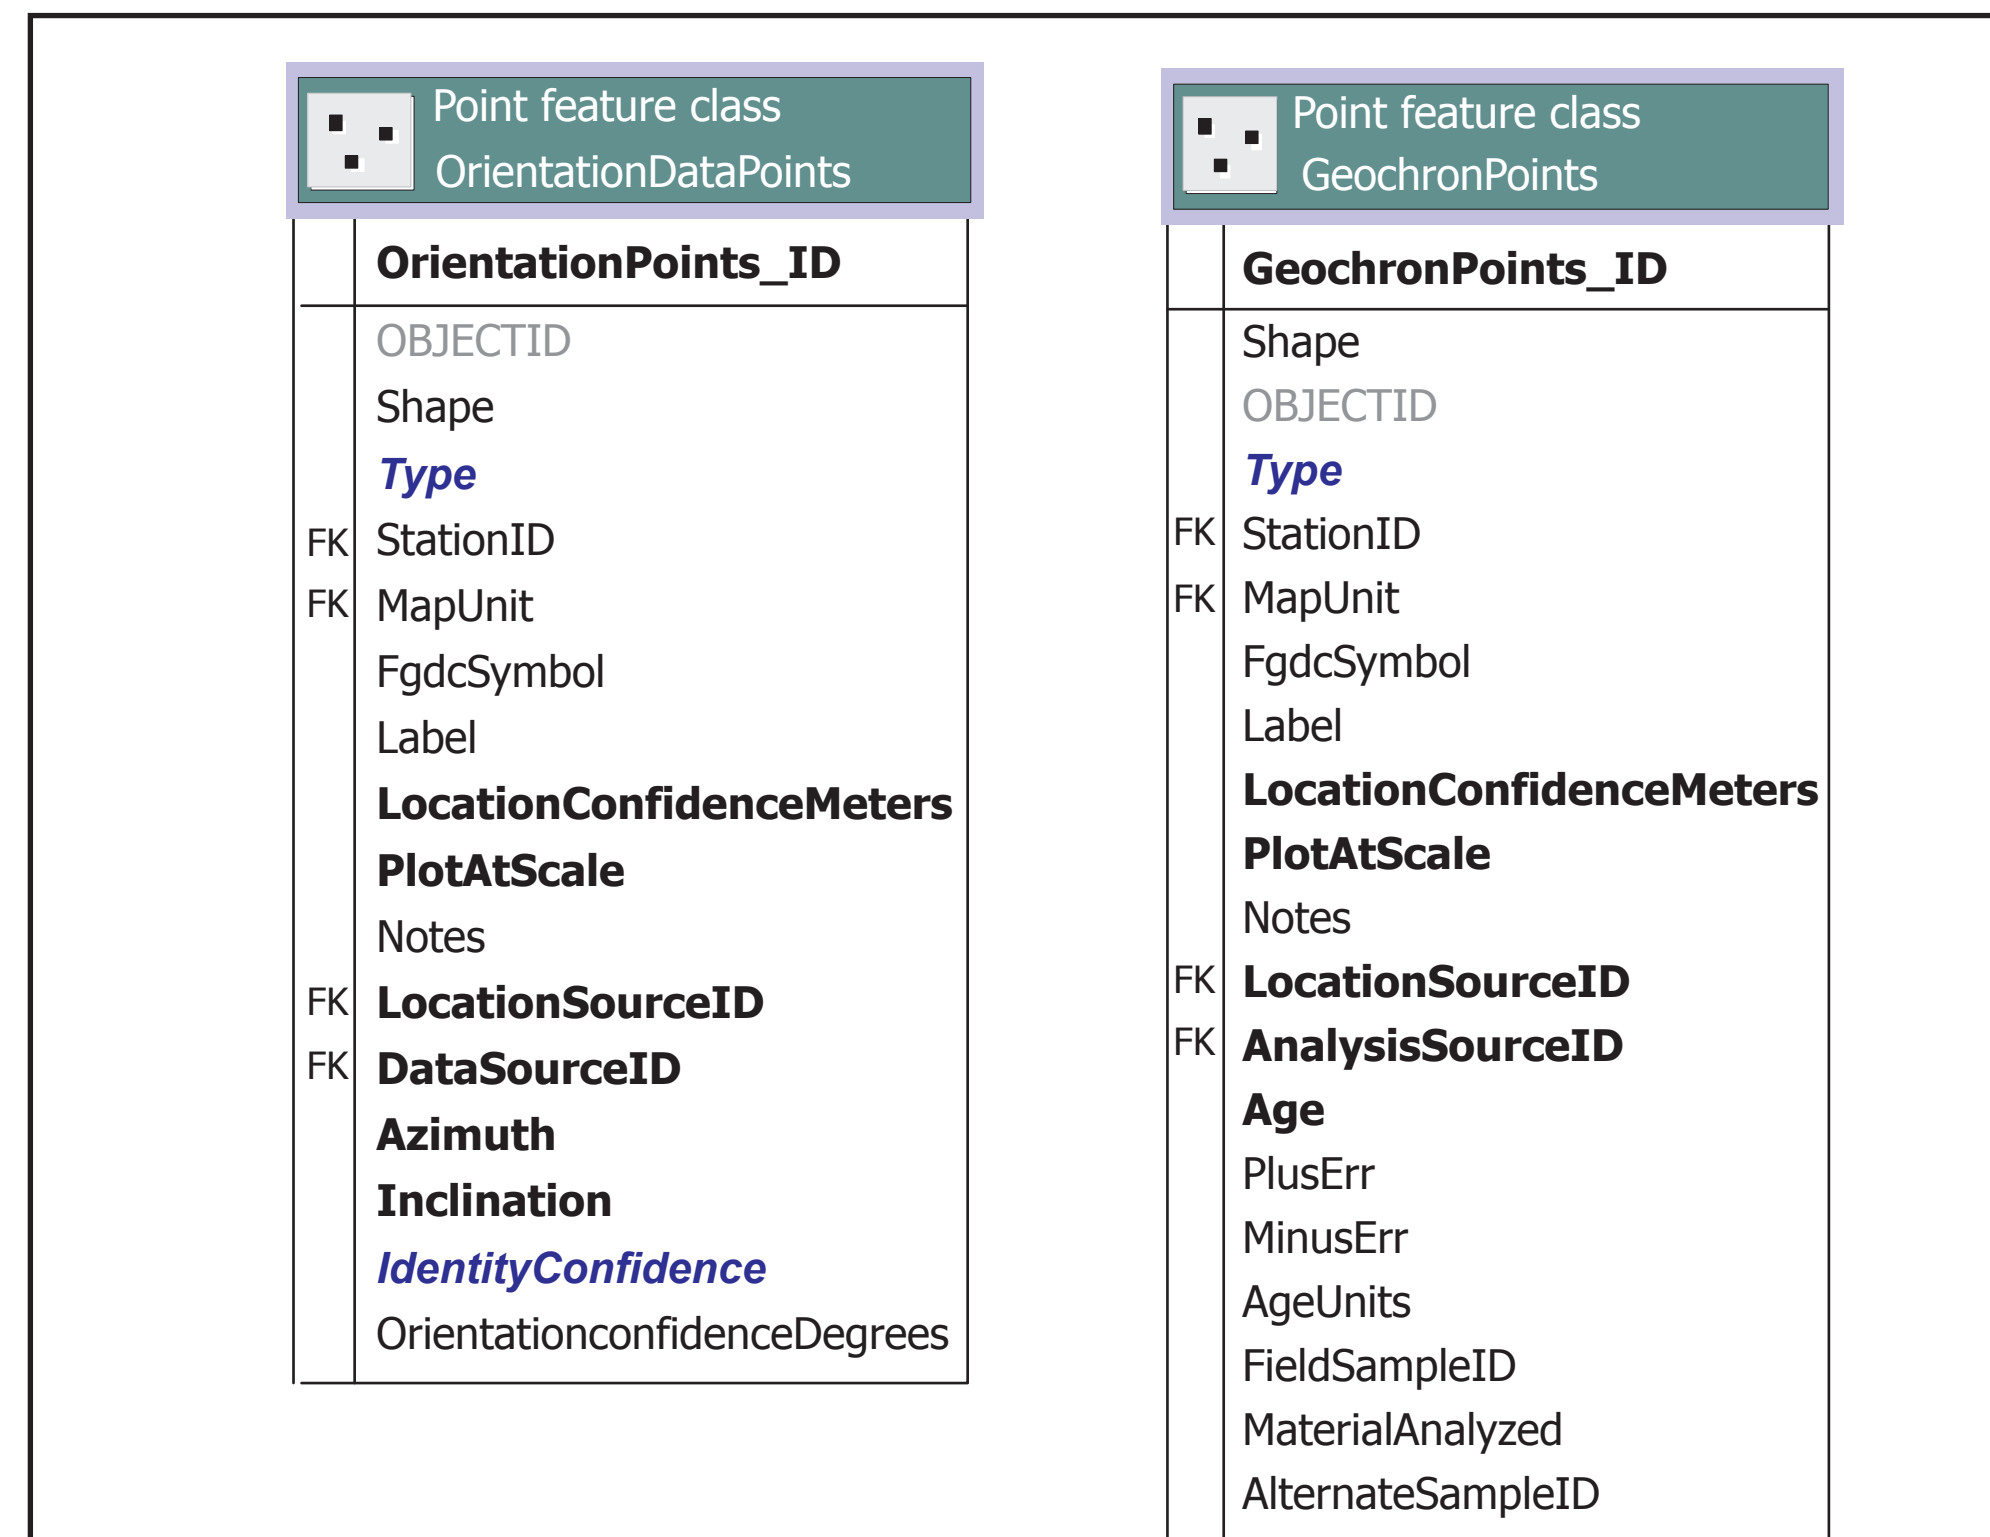 Point feature class
OrientationDataPoints
OrientationPoints_ID
OBJECTID
Shape
Type
FK StationID
FK MapUnit
FgdcSymbol
Label
LocationConfidenceMeters
PlotAtScale
Notes
FK LocationSourceID
FK DataSourceID
Azimuth
Inclination
IdentityConfidence
OrientationconfidenceDegrees
Point feature class
GeochronPoints
GeochronPoints_ID
Shape
OBJECTID
Type
FK StationID
FK MapUnit
FgdcSymbol
Label
LocationConfidenceMeters
PlotAtScale
Notes
FK LocationSourceID
FK AnalysisSourceID
Age
PlusErr
MinusErr
AgeUnits
FieldSampleID
MaterialAnalyzed
AlternateSampleID